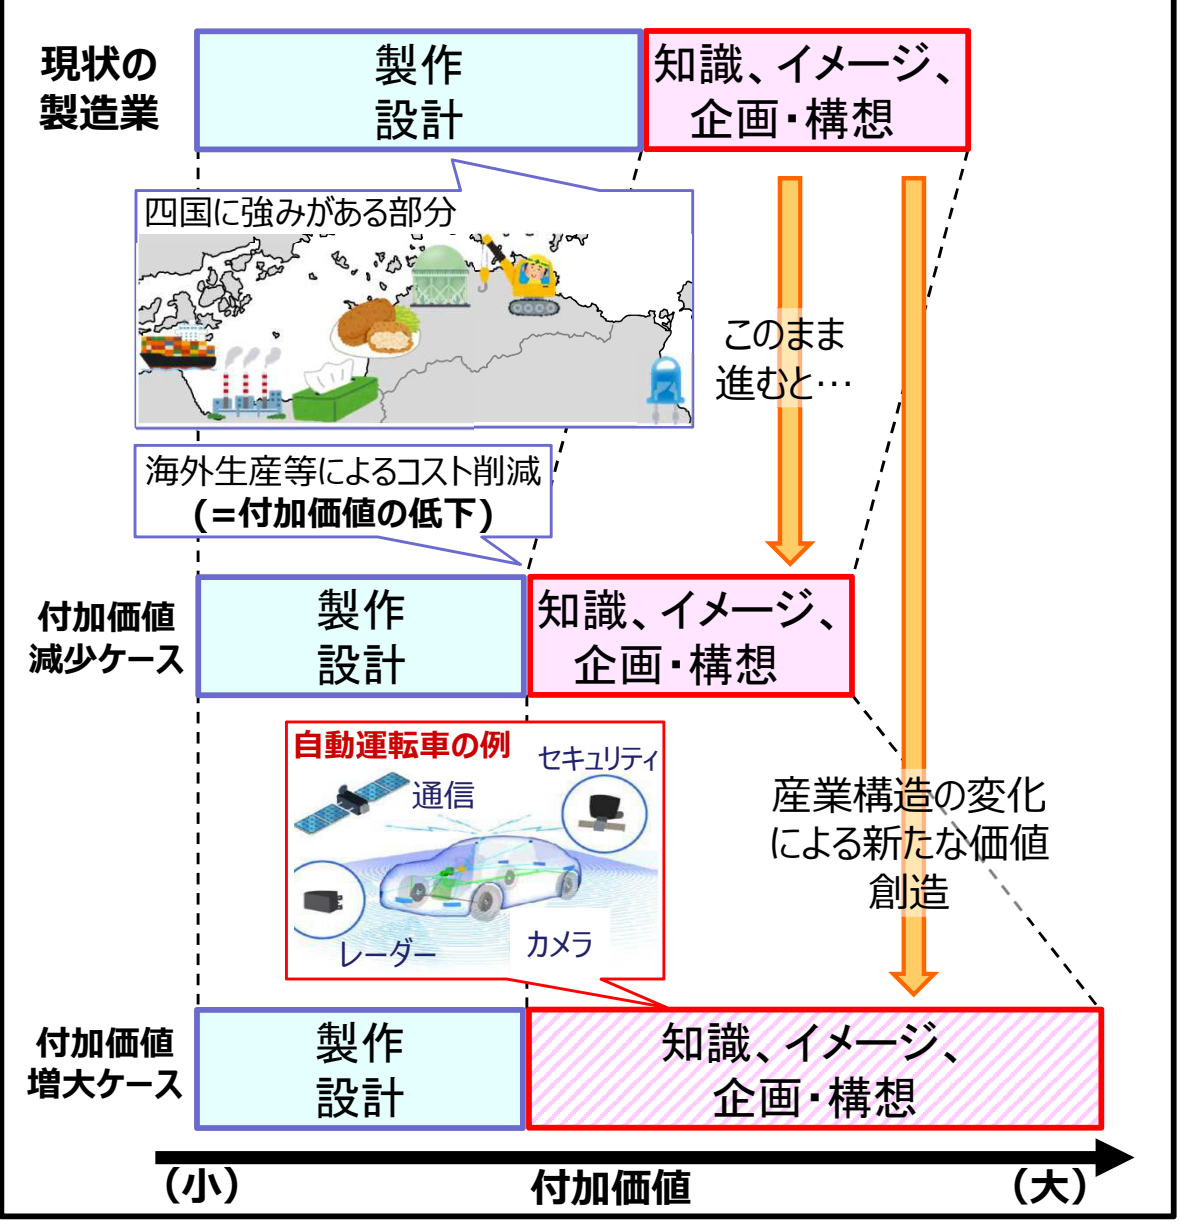 現状の
製造業
製作
設計
知識、イメージ、
企画・構想
四国に強みがある部分
このまま
進むと…
海外生産等によるコスト削減
(=付加価値の低下)
付加価値
減少ケース
製作
設計
知識、イメージ、
企画・構想
自動運転車の例
セキュリティ
通信
レーダー
カメラ
産業構造の変化
による新たな価値
創造
付加価値
増大ケース
製作
設計
知識、イメージ、
企画・構想
（小）
付加価値
（大）